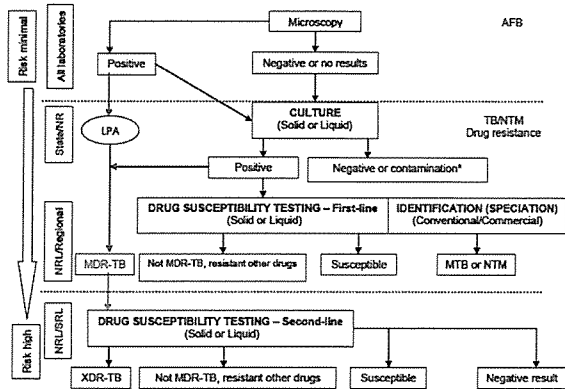 Risk minimal
All laboratories
Microscopy
AFB
Positive
Negative or no results
State/NR
LPA
CULTURE
(Solid or Liquid)
TB/NTM
Drug resistance
Positive
Negative or contamination*
NRL/Regional
DRUG SUSCEPTIBILITY TESTING – First-line
(Solid or Liquid)
IDENTIFICATION (SPECIATION)
(Conventional/Commercial)
MDR-TB
Not MDR-TB, resistant other drugs
Susceptible
MTB or NTM
Risk high
NRL/SRL
DRUG SUSCEPTIBILITY TESTING – Second-line
(Solid or Liquid)
XDR-TB
Not MDR-TB, resistant other drugs
Susceptible
Negative result